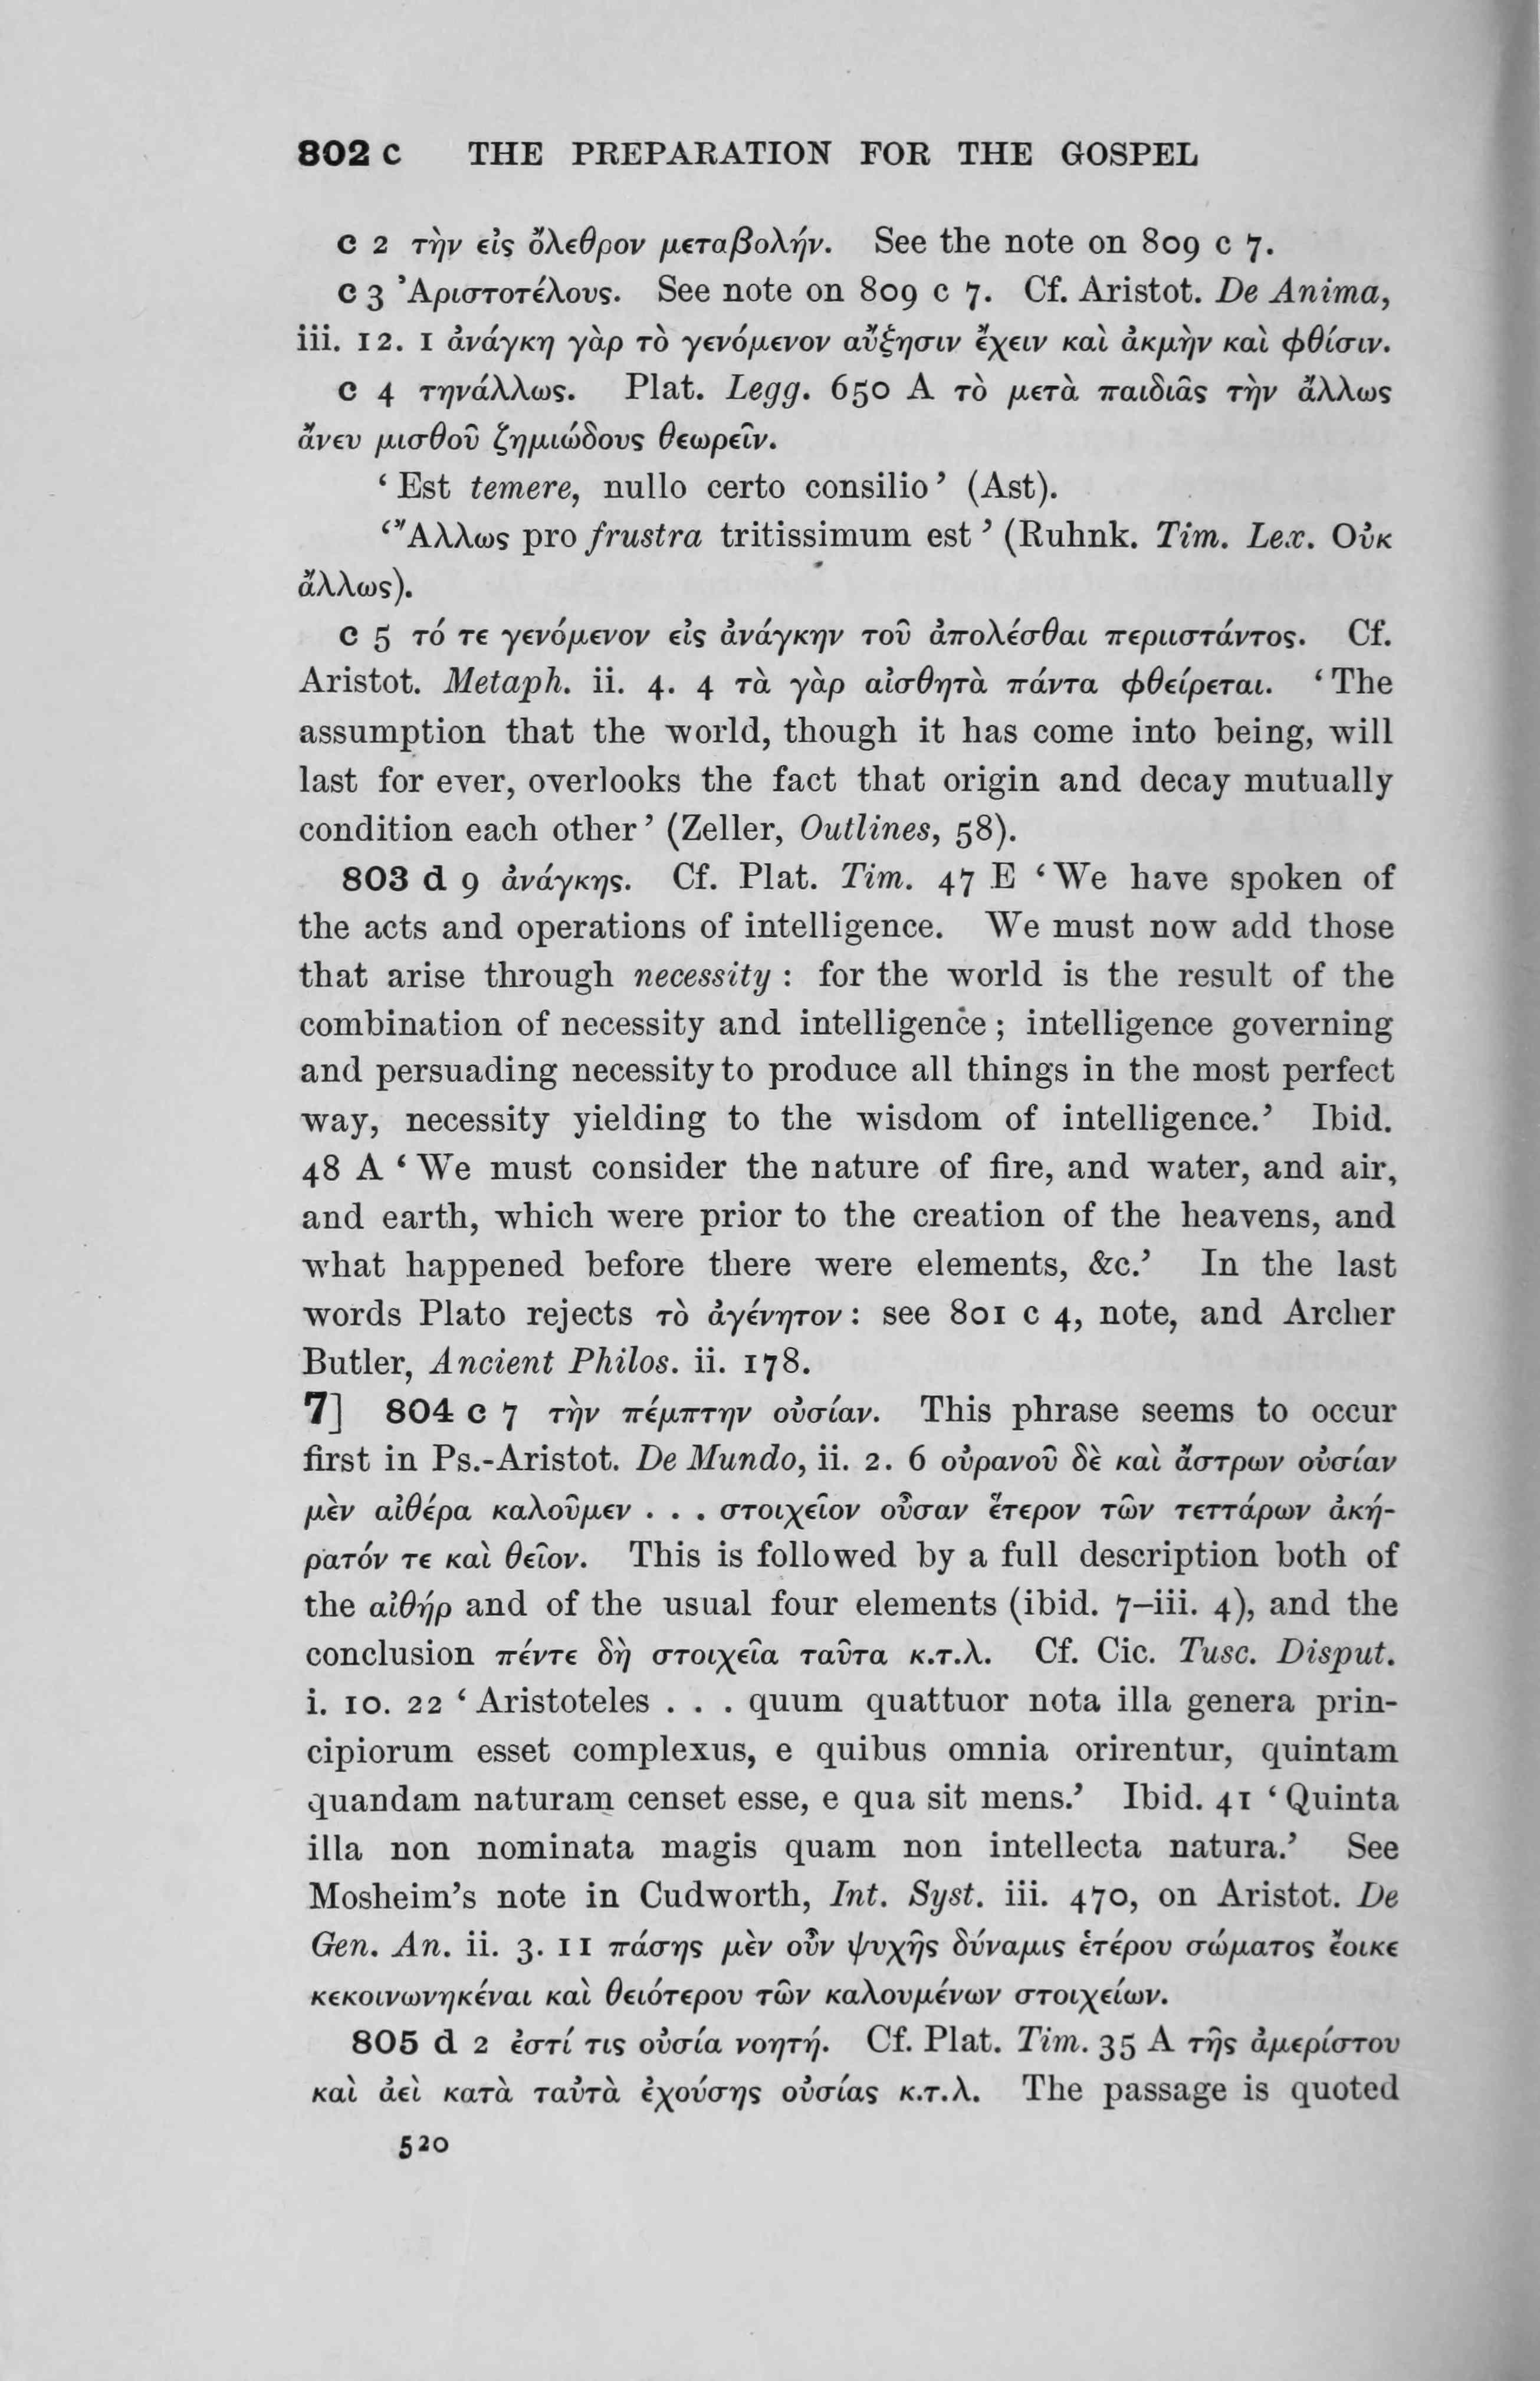 802 c THE PREPARATION FOR THE GOSPEL
c 2 τὴν εἰς ὄλεθρον μεταβολήν. See the note on 809 c 7.
c 3 Ἀριστοτέλους. See note on 809 c 7. Cf. Aristot. De Anima,
iii. 12. 1 ἀνάγκη γὰρ τὸ γενόμενον αὔξησιν ἔχειν καὶ ἀκμὴν καὶ φθίσιν.
c 4 τηνάλλως. Plat. Legg. 650 A τὸ μετὰ παιδιᾶς τὴν ἄλλως
ἄνευ μισθοῦ ζημιώδους θεωρεῖν.
‘Est temere, nullo certo consilio’ (Ast).
‘Ἄλλως pro frustra tritissimum est’ (Ruhnk. Tim. Lex. Οὐκ
ἄλλως).
c 5 τό τε γενόμενον εἰς ἀνάγκην τοῦ ἀπολέσθαι περιιστάντος. Cf.
Aristot. Metaph. ii. 4. 4 τὰ γὰρ αἰσθητὰ πάντα φθείρεται. ‘The
assumption that the world, though it has come into being, will
last for ever, overlooks the fact that origin and decay mutually
condition each other’ (Zeller, Outlines, 58).
803 d 9 ἀνάγκης. Cf. Plat. Tim. 47 E ‘We have spoken of
the acts and operations of intelligence. We must now add those
that arise through necessity: for the world is the result of the
combination of necessity and intelligence; intelligence governing
and persuading necessity to produce all things in the most perfect
way, necessity yielding to the wisdom of intelligence.’ Ibid.
48 A ‘We must consider the nature of fire, and water, and air,
and earth, which were prior to the creation of the heavens, and
what happened before there were elements, &c.’ In the last
words Plato rejects τὸ ἀγένητον: see 801 c 4, note, and Archer
Butler, Ancient Philos. ii. 178.
7] 804 c 7 τὴν πέμπτην οὐσίαν. This phrase seems to occur
first in Ps.-Aristot. De Mundo, ii. 2. 6 οὐρανοῦ δὲ καὶ ἄστρων οὐσίαν
μὲν αἰθέρα καλοῦμεν . . . στοιχεῖον οὖσαν ἕτερον τῶν τεττάρων ἀκή-
ρατόν τε καὶ θεῖον. This is followed by a full description both of
the αἰθήρ and of the usual four elements (ibid. 7–iii. 4), and the
conclusion πέντε δὴ στοιχεῖα ταῦτα κ.τ.λ. Cf. Cic. Tusc. Disput.
i. 10. 22 ‘Aristoteles . . . quum quattuor nota illa genera prin-
cipiorum esset complexus, e quibus omnia orirentur, quintam
quandam naturam censet esse, e qua sit mens.’ Ibid. 41 ‘Quinta
illa non nominata magis quam non intellecta natura.’ See
Mosheim’s note in Cudworth, Int. Syst. iii. 470, on Aristot. De
Gen. An. ii. 3. 11 πάσης μὲν οὖν ψυχῆς δύναμις ἑτέρου σώματος ἔοικε
κεκοινωνηκέναι καὶ θειότερου τῶν καλουμένων στοιχείων.
805 d 2 ἐστί τις οὐσία νοητή. Cf. Plat. Tim. 35 A τῆς ἀμερίστου
καὶ ἀεὶ κατὰ ταὐτὰ ἐχούσης οὐσίας κ.τ.λ. The passage is quoted
520